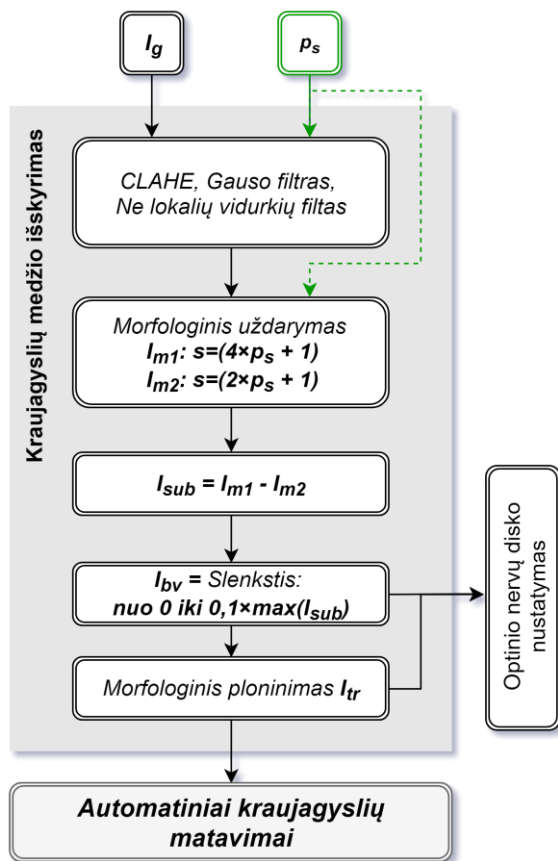 I_g
p_s
Kraujagyslių medžio išskyrimas
CLAHE, Gauso filtras,
Ne lokalių vidurkių filtas
Morfologinis uždarymas
I_m1: s=(4×p_s + 1)
I_m2: s=(2×p_s + 1)
I_sub = I_m1 - I_m2
I_bv = Slenkstis:
nuo 0 iki 0,1×max(I_sub)
Morfologinis ploninimas I_tr
Optinio nervų disko
nustatymas
Automatiniai kraujagyslių
matavimai